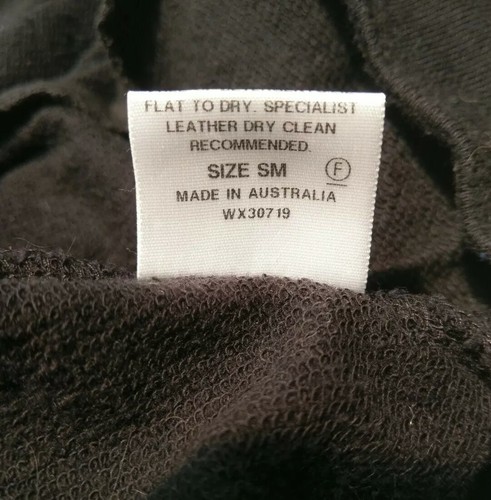 FLAT TO DRY. SPECIALIST
LEATHER DRY CLEAN
RECOMMENDED.
SIZE SM F
MADE IN AUSTRALIA
WX30719